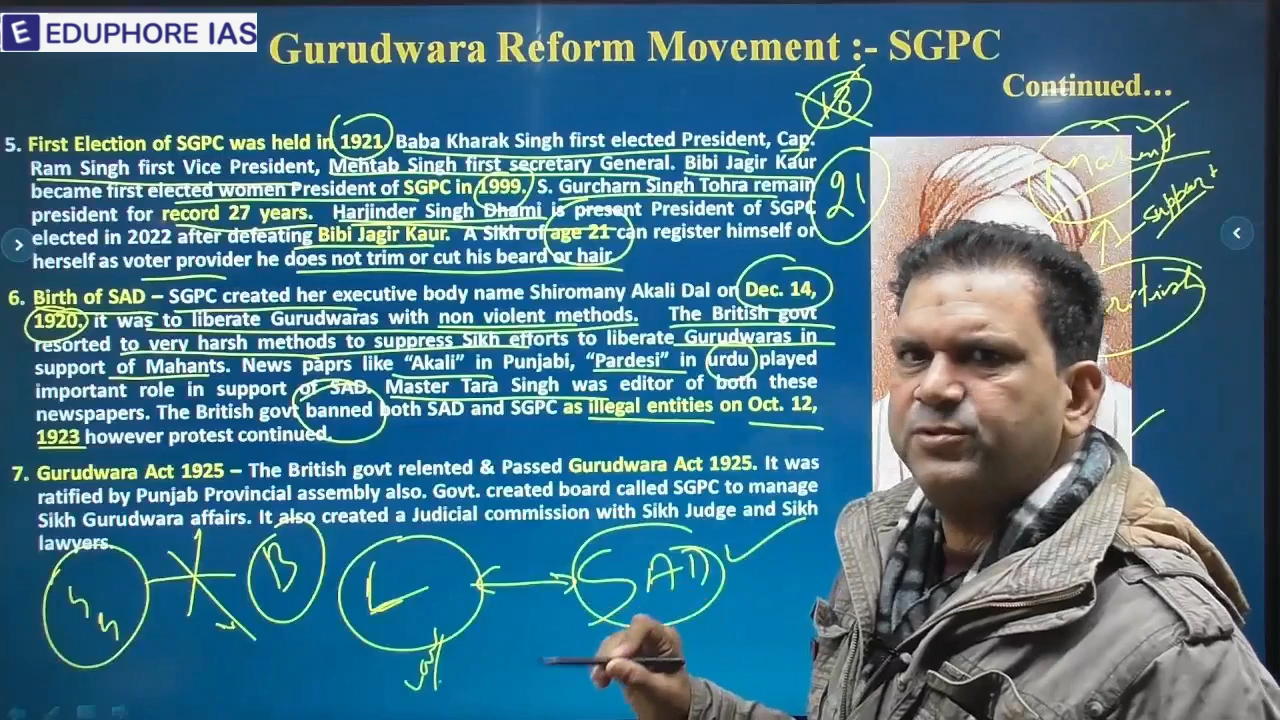 EDUPHORE IAS
Gurudwara Reform Movement :- SGPC
Continued...
5. First Election of SGPC was held in 1921, Baba Kharak Singh first elected President, Cap.
Ram Singh first Vice President, Mehtab Singh first secretary General. Bibi Jagir Kaur
became first elected women President of SGPC in 1999. S. Gurcharn Singh Tohra remain
president for record 27 years. Harjinder Singh Dhami is present President of SGPC
elected in 2022 after defeating Bibi Jagir Kaur. A Sikh of age 21 can register himself or
herself as voter provider he does not trim or cut his beard or hair.
18
21
Mahant
support
6. Birth of SAD – SGPC created her executive body name Shiromany Akali Dal on Dec. 14,
1920. it was to liberate Gurudwaras with non violent methods. The British govt
resorted to very harsh methods to suppress Sikh efforts to liberate Gurudwaras in
support of Mahants. News paprs like “Akali” in Punjabi, “Pardesi” in urdu played
important role in support of SAD. Master Tara Singh was editor of both these
newspapers. The British govt banned both SAD and SGPC as illegal entities on Oct. 12,
1923 however protest continued.
7. Gurudwara Act 1925 – The British govt relented & Passed Gurudwara Act 1925. It was
ratified by Punjab Provincial assembly also. Govt. created board called SGPC to manage
Sikh Gurudwara affairs. It also created a Judicial commission with Sikh Judge and Sikh
lawyers.
B
L
SAD